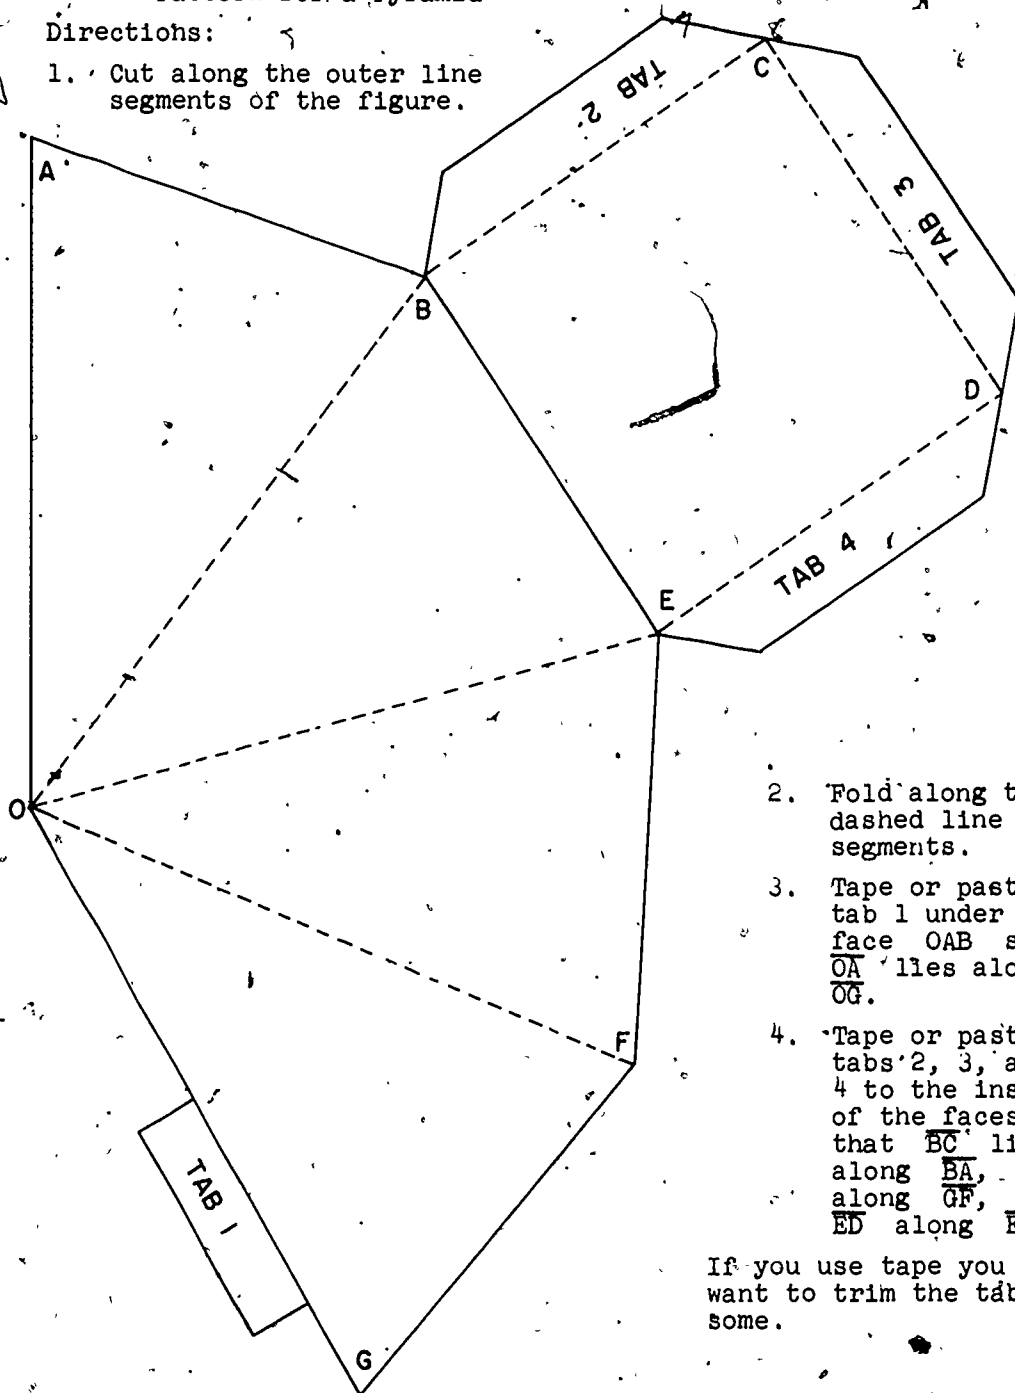 Pattern for a Pyramid
Directions:
1. Cut along the outer line
segments of the figure.
A
B
C
D
E
F
G
O
TAB 2
TAB 3
TAB 4
TAB 1
2. Fold along t
dashed line
segments.
3. Tape or past
tab 1 under
face OAB s
OA lies alo
OG.
4. Tape or past
tabs 2, 3, a
4 to the ins
of the faces
that BC li
along BA,
along GF,
ED along E
If you use tape you
want to trim the tab
some.